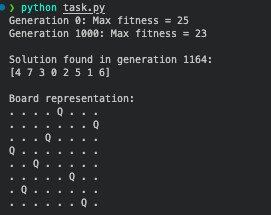 ❯ python task.py
Generation 0: Max fitness = 25
Generation 1000: Max fitness = 23

Solution found in generation 1164:
[4 7 3 0 2 5 1 6]

Board representation:
. . . . Q . . .
. . . . . . . Q
. . . Q . . . .
Q . . . . . . .
. . Q . . . . .
. . . . . Q . .
. Q . . . . . .
. . . . . . Q .